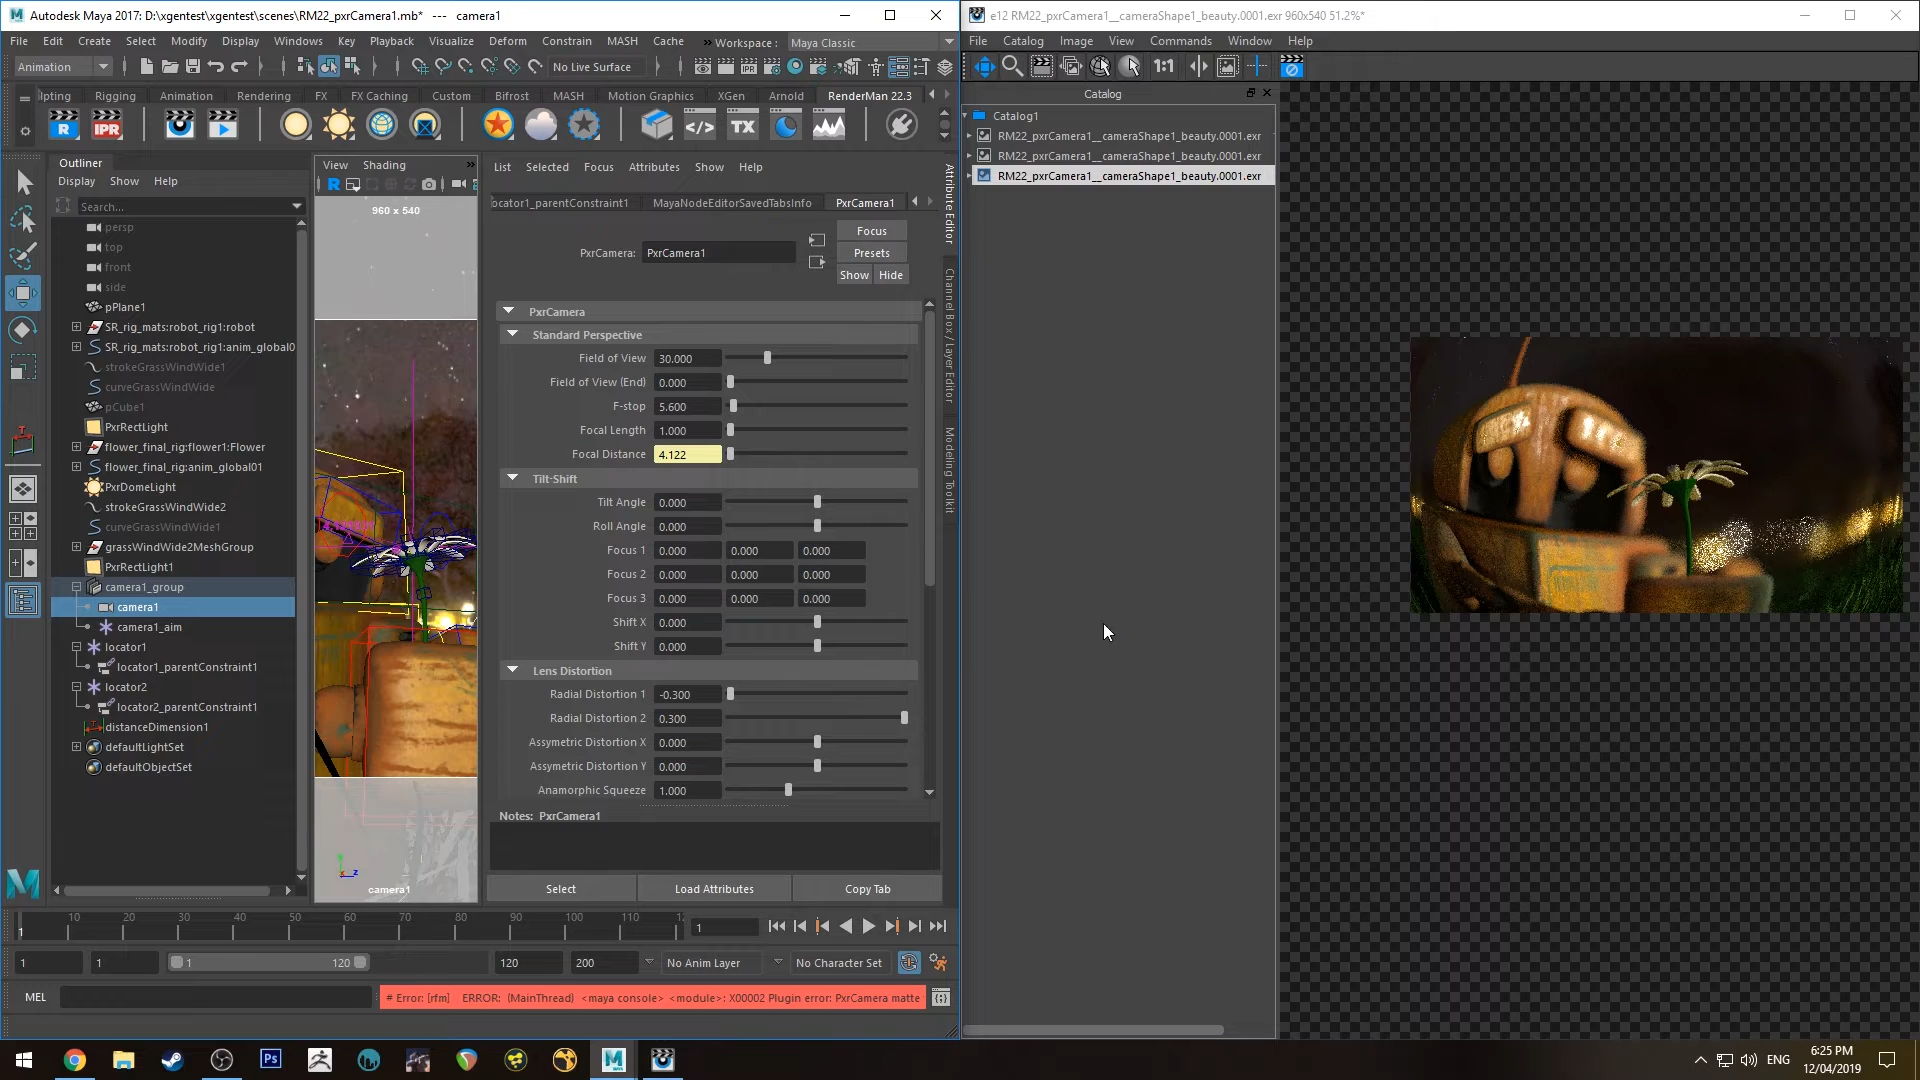 Autodesk Maya 2017: D:\xgentest\xgentest\scenes\RM22_pxrCamera1.mb* --- camera1
File Edit Create Select Modify Display Windows Key Playback Visualize Deform Constrain MASH Cache » Workspace : Maya Classic
Animation No Live Surface IPR
lpting Rigging Animation Rendering FX FX Caching Custom Bifrost MASH Motion Graphics XGen Arnold RenderMan 22.3
R IPR </> TX
Outliner
Display Show Help
Search...
persp
top
front
side
pPlane1
SR_rig_mats:robot_rig1:robot
SR_rig_mats:robot_rig1:anim_global0
strokeGrassWindWide1
curveGrassWindWide
pCube1
PxrRectLight
flower_final_rig:flower1:Flower
flower_final_rig:anim_global01
PxrDomeLight
strokeGrassWindWide2
curveGrassWindWide1
grassWindWide2MeshGroup
PxrRectLight1
camera1_group
camera1
camera1_aim
locator1
locator1_parentConstraint1
locator2
locator2_parentConstraint1
distanceDimension1
defaultLightSet
defaultObjectSet
View Shading »
R
960 x 540
z
camera1
List Selected Focus Attributes Show Help
ocator1_parentConstraint1 MayaNodeEditorSavedTabsInfo PxrCamera1
PxrCamera: PxrCamera1
Focus
Presets
Show Hide
PxrCamera
Standard Perspective
Field of View 30.000
Field of View (End) 0.000
F-stop 5.600
Focal Length 1.000
Focal Distance 4.122
Tilt-Shift
Tilt Angle 0.000
Roll Angle 0.000
Focus 1 0.000 0.000 0.000
Focus 2 0.000 0.000 0.000
Focus 3 0.000 0.000 0.000
Shift X 0.000
Shift Y 0.000
Lens Distortion
Radial Distortion 1 -0.300
Radial Distortion 2 0.300
Assymetric Distortion X 0.000
Assymetric Distortion Y 0.000
Anamorphic Squeeze 1.000
Notes: PxrCamera1
Select Load Attributes Copy Tab
Attribute Editor
Channel Box / Layer Editor
Modeling Toolkit
10 20 30 40 50 60 70 80 90 100 110 12
1
1
1 1 1 120 120 200 No Anim Layer No Character Set
MEL # Error: [rfm] ERROR: (MainThread) <maya console> <module>: X00002 Plugin error: PxrCamera matte
e12 RM22_pxrCamera1__cameraShape1_beauty.0001.exr 960x540 51.2%*
File Catalog Image View Commands Window Help
1:1
Catalog
Catalog1
RM22_pxrCamera1__cameraShape1_beauty.0001.exr
RM22_pxrCamera1__cameraShape1_beauty.0001.exr
RM22_pxrCamera1__cameraShape1_beauty.0001.exr
Ps
M
ENG
6:25 PM
12/04/2019